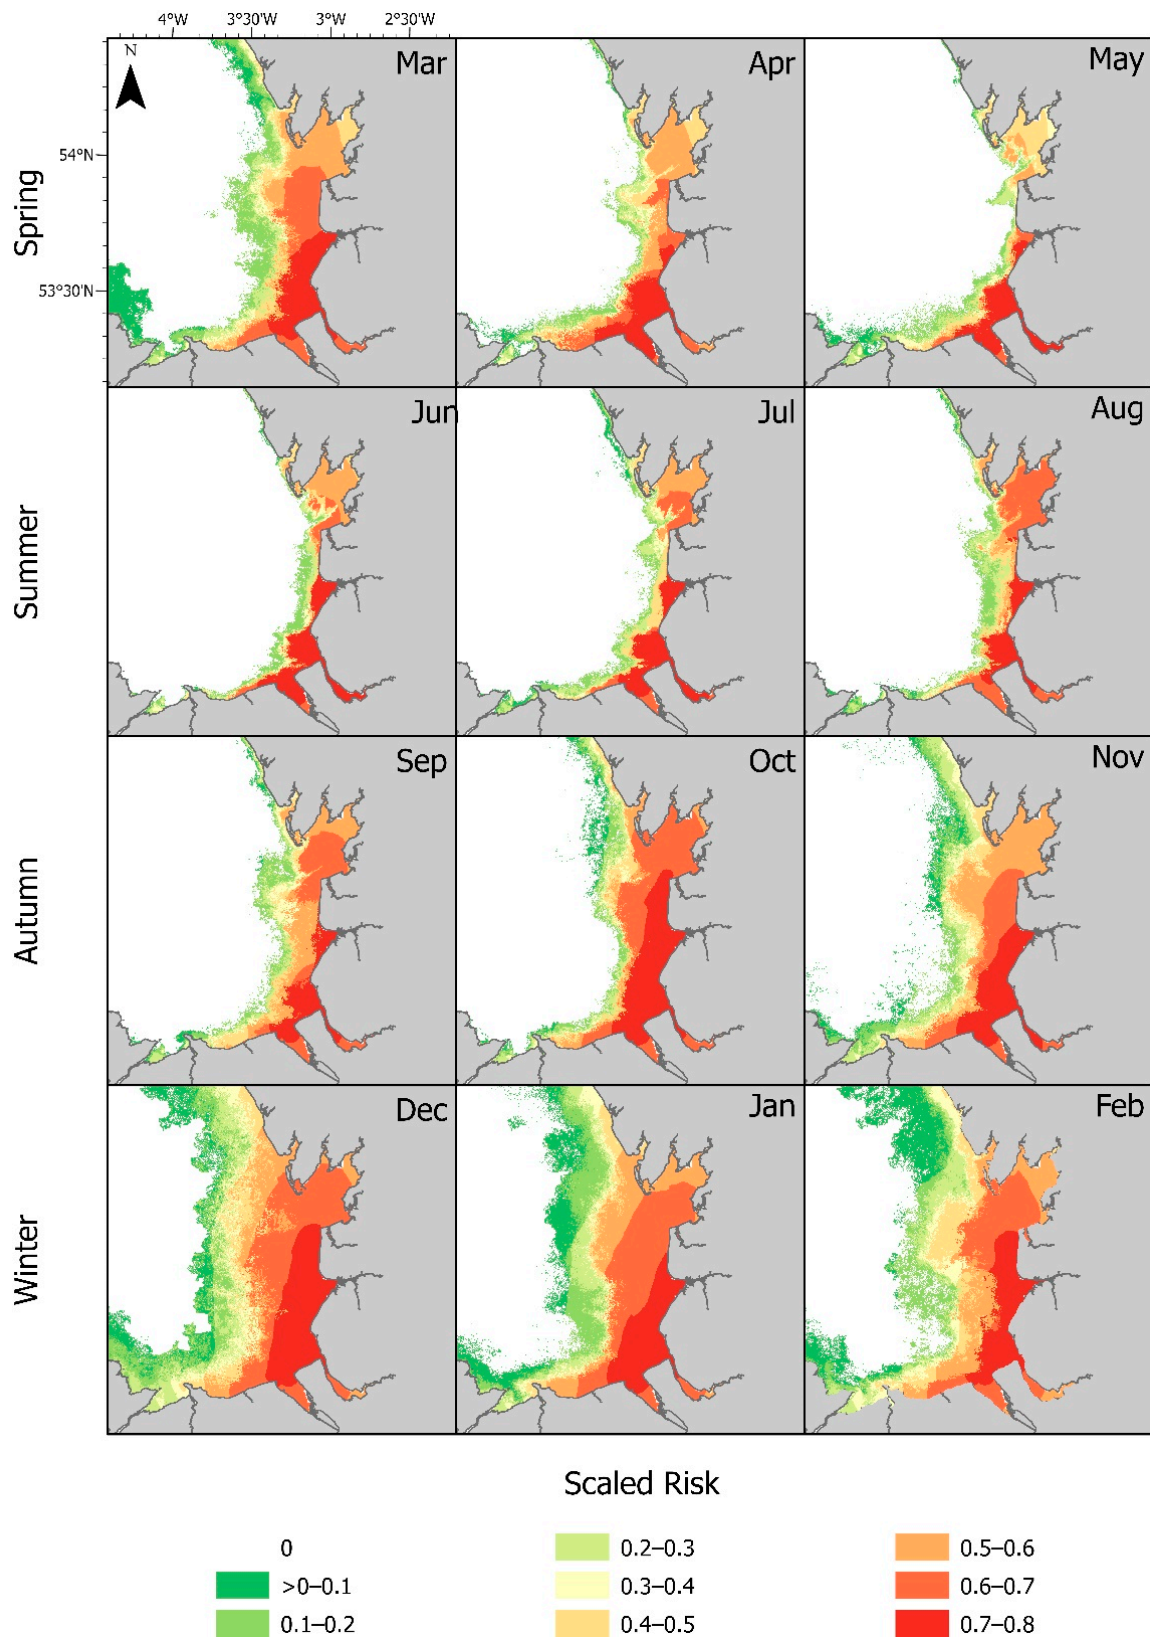 4°W 3°30'W 3°W 2°30'W
N
Mar Apr May
54°N
Spring
53°30'N
Jun Jul Aug
Summer
Sep Oct Nov
Autumn
Dec Jan Feb
Winter
Scaled Risk
0 0.2–0.3 0.5–0.6
>0–0.1 0.3–0.4 0.6–0.7
0.1–0.2 0.4–0.5 0.7–0.8